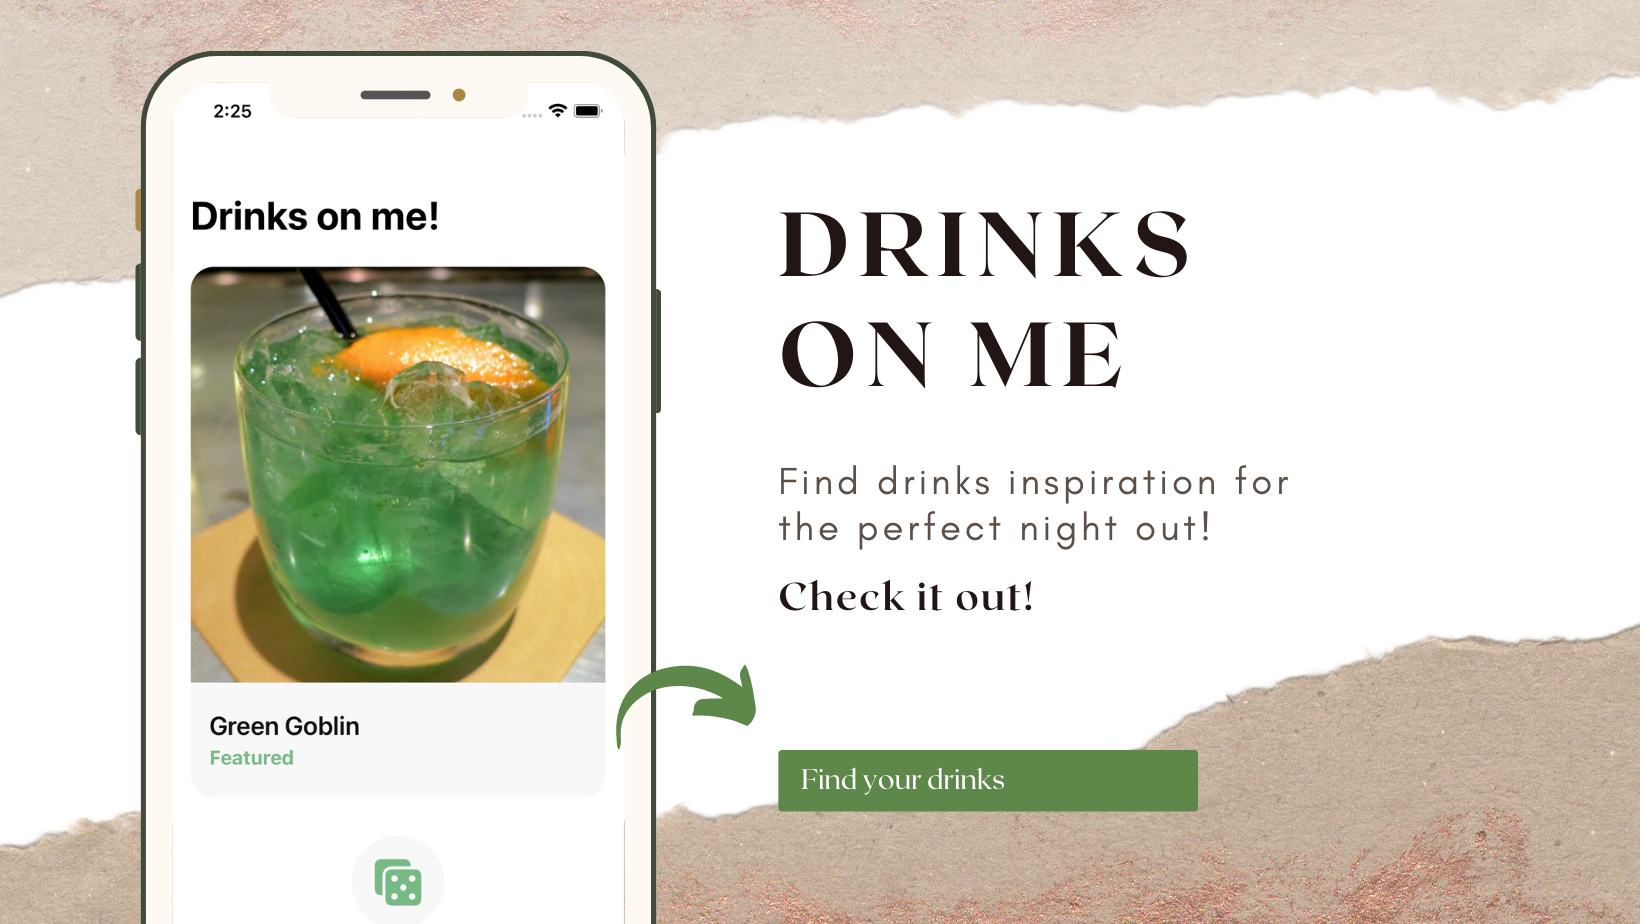 2:25
Drinks on me!
Green Goblin
Featured
DRINKS
ON ME
Find drinks inspiration for
the perfect night out!
Check it out!
Find your drinks